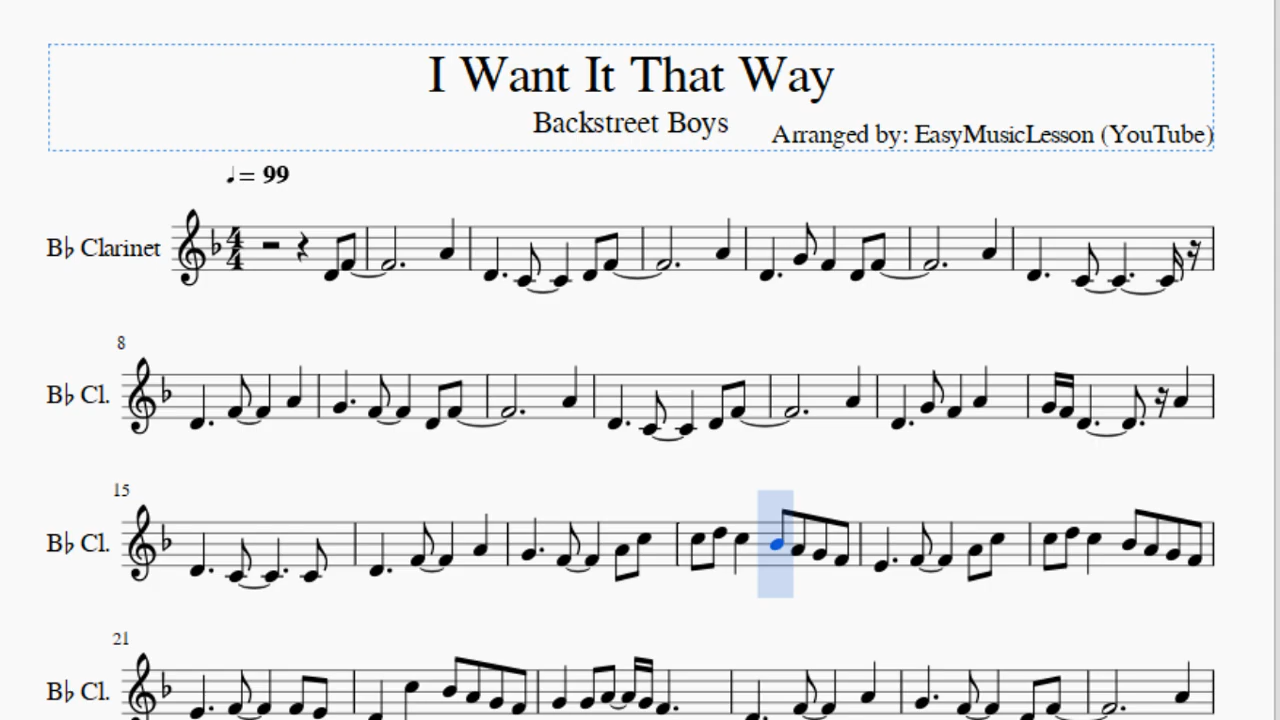 I Want It That Way
Backstreet Boys
Arranged by: EasyMusicLesson (YouTube)
♩= 99
B♭ Clarinet
8
B♭ Cl.
15
B♭ Cl.
21
B♭ Cl.